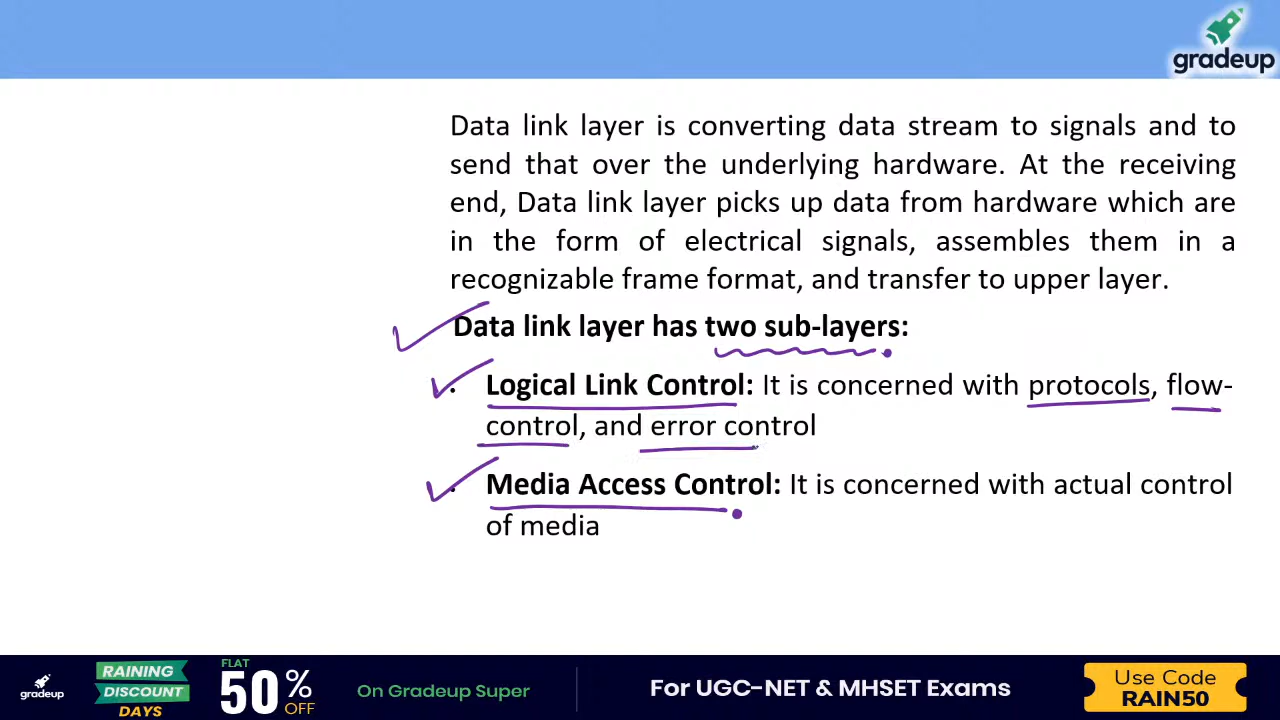 gradeup
Data link layer is converting data stream to signals and to
send that over the underlying hardware. At the receiving
end, Data link layer picks up data from hardware which are
in the form of electrical signals, assembles them in a
recognizable frame format, and transfer to upper layer.
Data link layer has two sub-layers:
Logical Link Control: It is concerned with protocols, flow-
control, and error control
Media Access Control: It is concerned with actual control
of media
gradeup
RAINING
DISCOUNT
DAYS
FLAT
50%
OFF
On Gradeup Super
For UGC-NET & MHSET Exams
Use Code
RAIN50